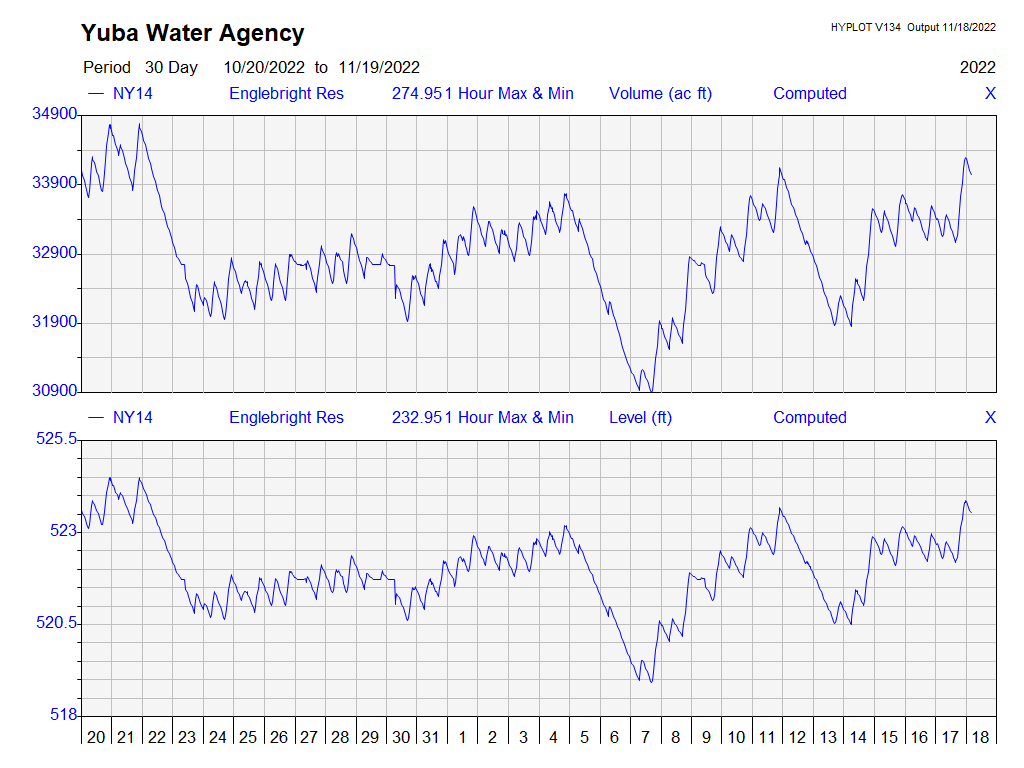 Yuba Water Agency
HYPLOT V134 Output 11/18/2022
Period 30 Day 10/20/2022 to 11/19/2022
2022
NY14 Englebright Res 274.951 Hour Max & Min Volume (ac ft) Computed X
34900
33900
32900
31900
30900
NY14 Englebright Res 232.951 Hour Max & Min Level (ft) Computed X
525.5
523
520.5
518
20 21 22 23 24 25 26 27 28 29 30 31 1 2 3 4 5 6 7 8 9 10 11 12 13 14 15 16 17 18